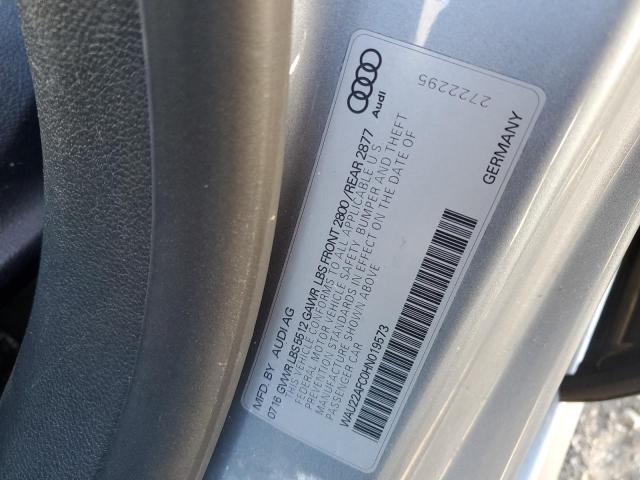 Audi
2722295
MFD. BY AUDI AG
0716 GVWR LBS 5512 GAWR LBS FRONT 2800 / REAR 2877
THIS VEHICLE CONFORMS TO ALL APPLICABLE U S
FEDERAL MOTOR VEHICLE SAFETY BUMPER AND THEFT
PREVENTION STANDARDS IN EFFECT ON THE DATE OF
MANUFACTURE SHOWN ABOVE
PASSENGER CAR
WAU22AFC0HN019573
GERMANY